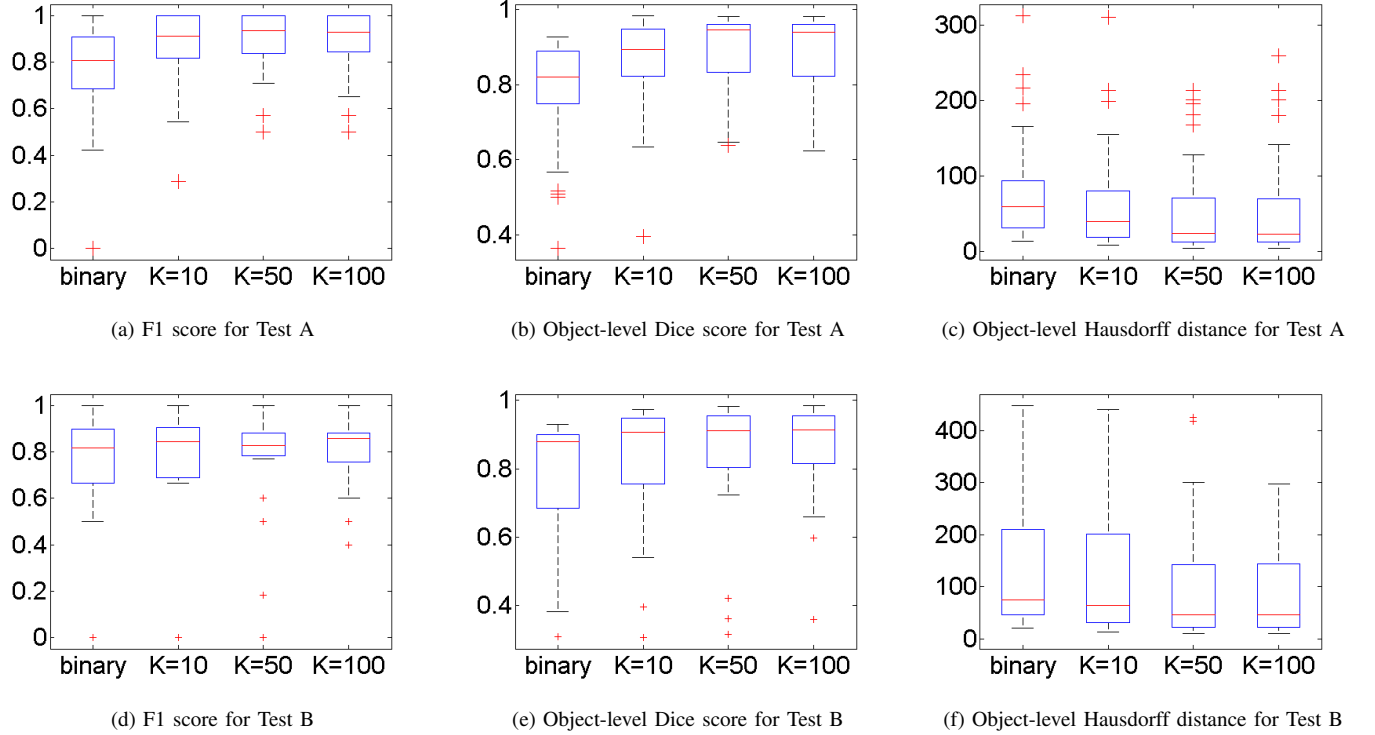 1
0.8
0.6
0.4
0.2
0
binary K=10 K=50 K=100
(a) F1 score for Test A
1
0.8
0.6
0.4
binary K=10 K=50 K=100
(b) Object-level Dice score for Test A
300
200
100
0
binary K=10 K=50 K=100
(c) Object-level Hausdorff distance for Test A
1
0.8
0.6
0.4
0.2
0
binary K=10 K=50 K=100
(d) F1 score for Test B
1
0.8
0.6
0.4
binary K=10 K=50 K=100
(e) Object-level Dice score for Test B
400
300
200
100
0
binary K=10 K=50 K=100
(f) Object-level Hausdorff distance for Test B